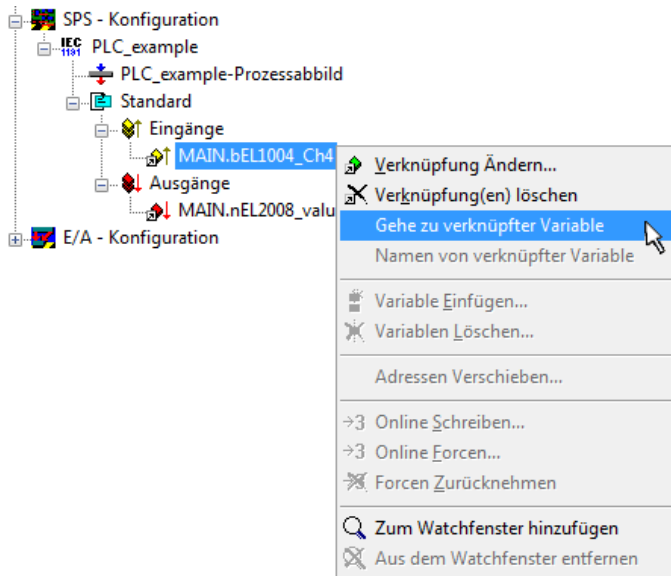 SPS - Konfiguration
IEC
1131
PLC_example
PLC_example-Prozessabbild
Standard
Eingänge
MAIN.bEL1004_Ch4
Ausgänge
MAIN.nEL2008_valu
E/A - Konfiguration
Verknüpfung Ändern...
Verknüpfung(en) löschen
Gehe zu verknüpfter Variable
Namen von verknüpfter Variable
Variable Einfügen...
Variablen Löschen...
Adressen Verschieben...
→3 Online Schreiben...
→3 Online Forcen...
Forcen Zurücknehmen
Zum Watchfenster hinzufügen
Aus dem Watchfenster entfernen